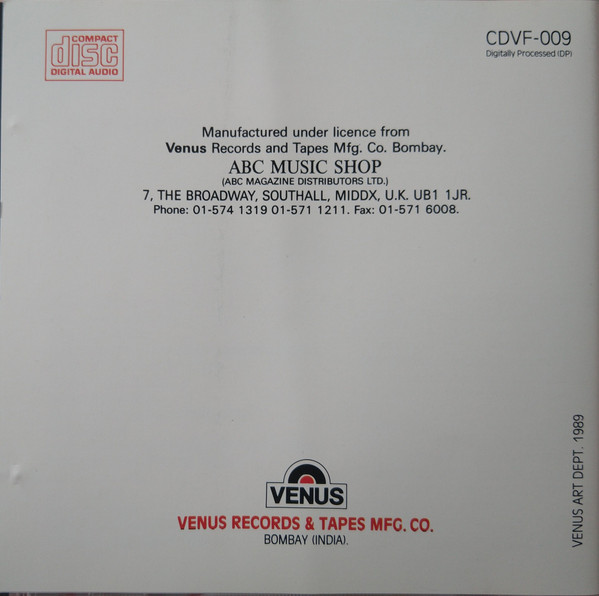 COMPACT
disc
DIGITAL AUDIO
CDVF-009
Digitally Processed (DP)
Manufactured under licence from
Venus Records and Tapes Mfg. Co. Bombay.
ABC MUSIC SHOP
(ABC MAGAZINE DISTRIBUTORS LTD.)
7, THE BROADWAY, SOUTHALL, MIDDX, U.K. UB1 1JR.
Phone: 01-574 1319 01-571 1211. Fax: 01-571 6008.
VENUS ART DEPT. 1989
VENUS
VENUS RECORDS & TAPES MFG. CO.
BOMBAY (INDIA).